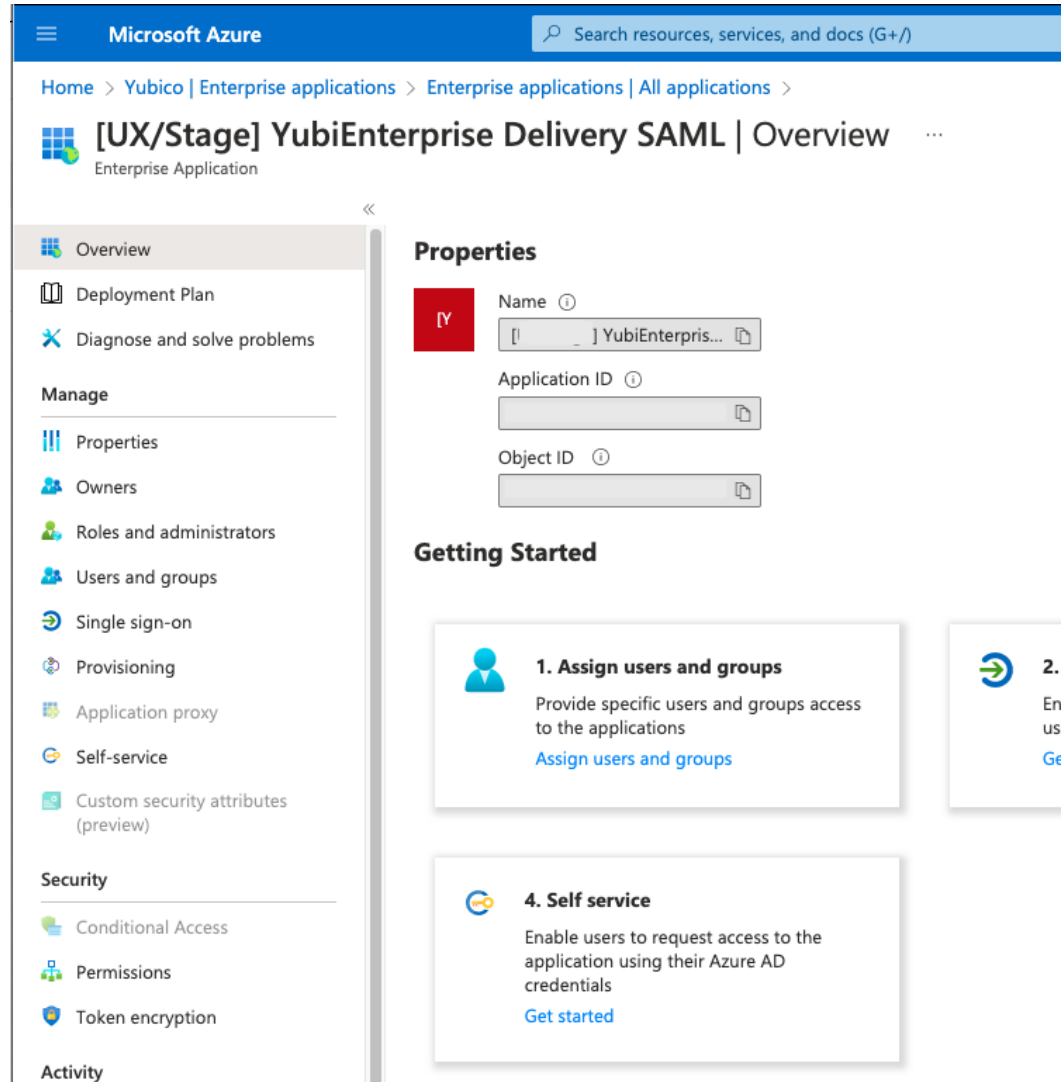 Microsoft Azure
Search resources, services, and docs (G+/)
Home > Yubico | Enterprise applications > Enterprise applications | All applications >
[UX/Stage] YubiEnterprise Delivery SAML | Overview ...
Enterprise Application
«
Overview
Deployment Plan
Diagnose and solve problems
Manage
Properties
Owners
Roles and administrators
Users and groups
Single sign-on
Provisioning
Application proxy
Self-service
Custom security attributes
(preview)
Security
Conditional Access
Permissions
Token encryption
Activity
Properties
[Y
Name
[ _ ] YubiEnterpris...
Application ID
Object ID
Getting Started
1. Assign users and groups
Provide specific users and groups access
to the applications
Assign users and groups
2.
En
us
Ge
4. Self service
Enable users to request access to the
application using their Azure AD
credentials
Get started